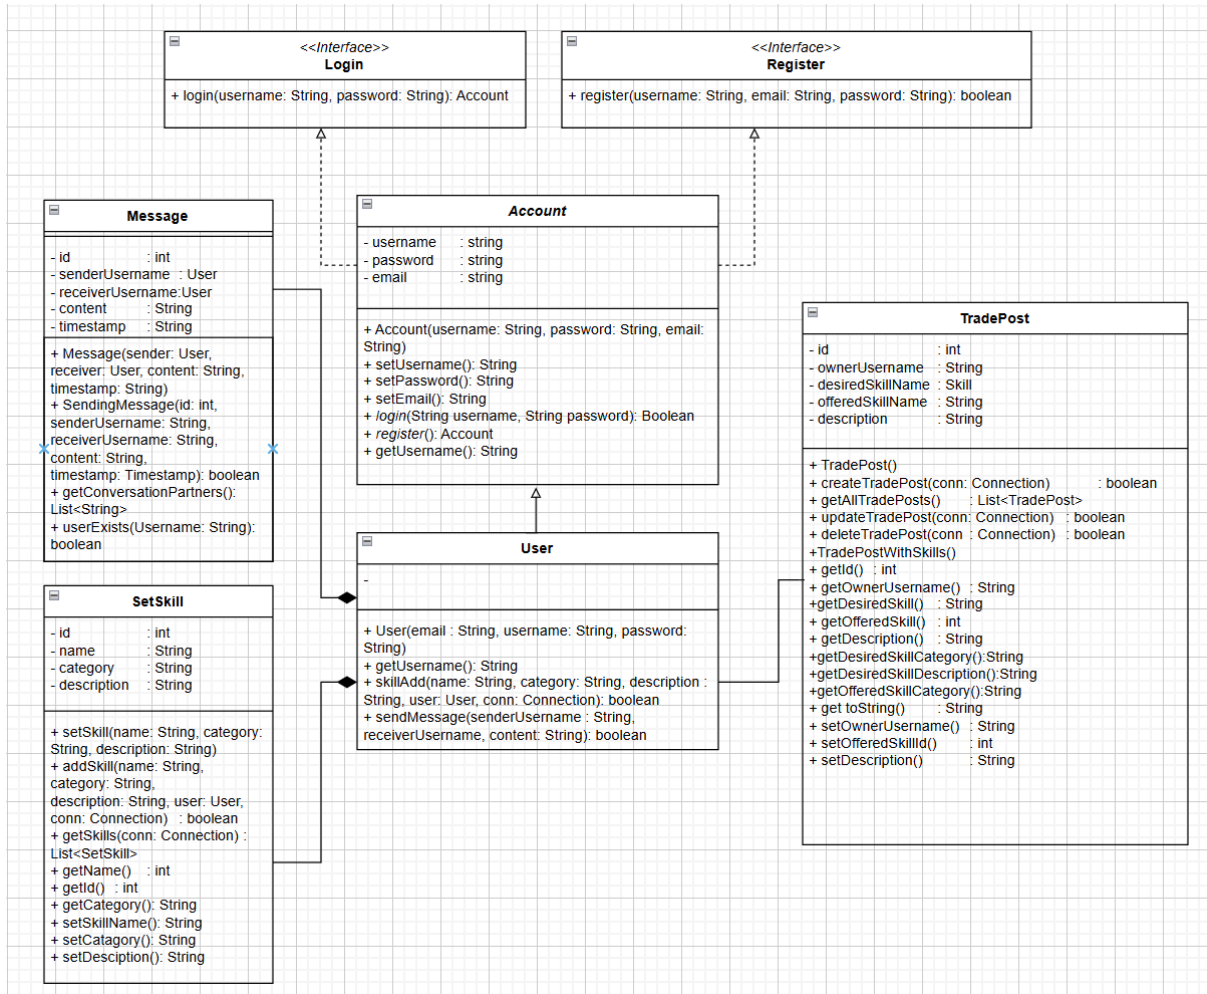 <<Interface>>
Login
+ login(username: String, password: String): Account
<<Interface>>
Register
+ register(username: String, email: String, password: String): boolean
Message
- id : int
- senderUsername : User
- receiverUsername:User
- content : String
- timestamp : String
+ Message(sender: User,
receiver: User, content: String,
timestamp: String)
+ SendingMessage(id: int,
senderUsername: String,
receiverUsername: String,
content: String,
timestamp: Timestamp): boolean
+ getConversationPartners():
List<String>
+ userExists(Username: String):
boolean
Account
- username : string
- password : string
- email : string
+ Account(username: String, password: String, email:
String)
+ setUsername(): String
+ setPassword(): String
+ setEmail(): String
+ login(String username, String password): Boolean
+ register(): Account
+ getUsername(): String
TradePost
- id : int
- ownerUsername : String
- desiredSkillName : Skill
- offeredSkillName : String
- description : String
+ TradePost()
+ createTradePost(conn: Connection) : boolean
+ getAllTradePosts() : List<TradePost>
+ updateTradePost(conn: Connection) : boolean
+ deleteTradePost(conn : Connection) : boolean
+TradePostWithSkills()
+ getId() : int
+ getOwnerUsername() : String
+getDesiredSkill() : String
+ getOfferedSkill() : int
+ getDescription() : String
+getDesiredSkillCategory():String
+getDesiredSkillDescription():String
+getOfferedSkillCategory():String
+ get toString() : String
+ setOwnerUsername() : String
+ setOfferedSkillId() : int
+ setDescription() : String
User
-
+ User(email : String, username: String, password:
String)
+ getUsername(): String
+ skillAdd(name: String, category: String, description :
String, user: User, conn: Connection): boolean
+ sendMessage(senderUsername : String,
receiverUsername, content: String): boolean
SetSkill
- id : int
- name : String
- category : String
- description : String
+ setSkill(name: String, category:
String, description: String)
+ addSkill(name: String,
category: String,
description: String, user: User,
conn: Connection) : boolean
+ getSkills(conn: Connection) :
List<SetSkill>
+ getName() : int
+ getId() : int
+ getCategory(): String
+ setSkillName(): String
+ setCatagory(): String
+ setDesciption(): String